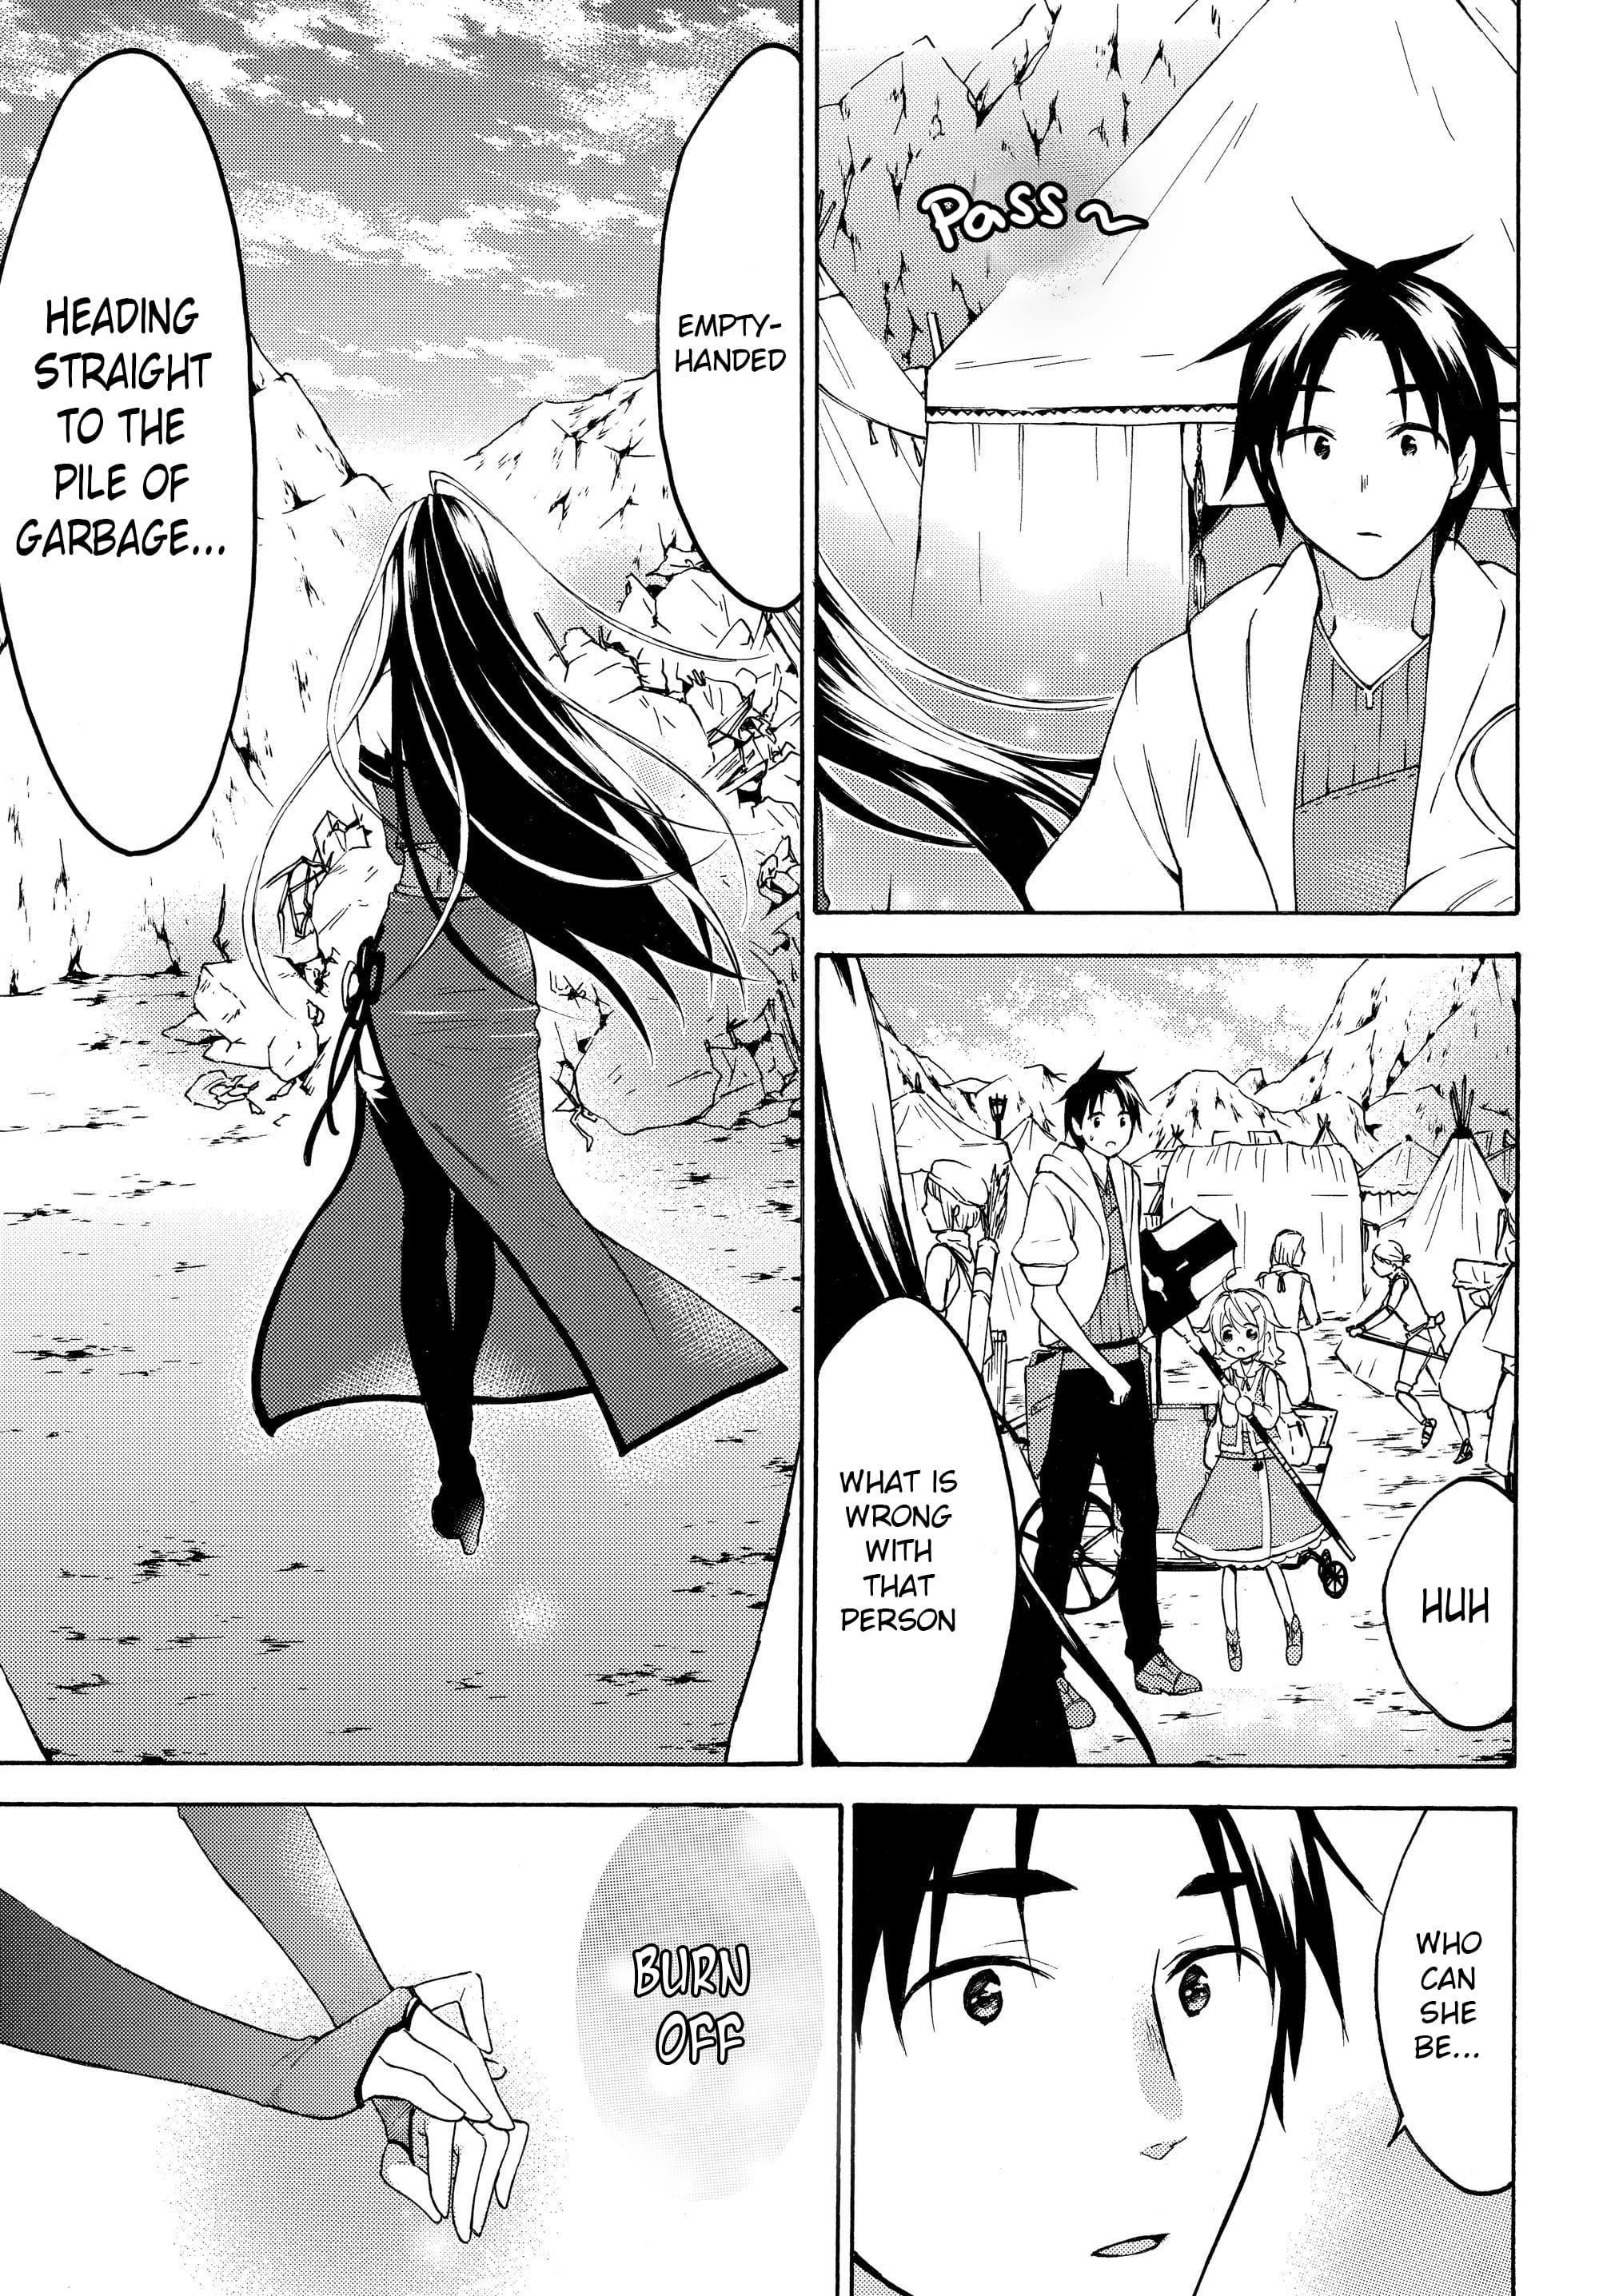 Pass~
HUH
WHAT IS
WRONG
WITH
THAT
PERSON
EMPTY-
HANDED
HEADING
STRAIGHT
TO THE
PILE OF
GARBAGE...
WHO
CAN
SHE
BE...
BURN
OFF